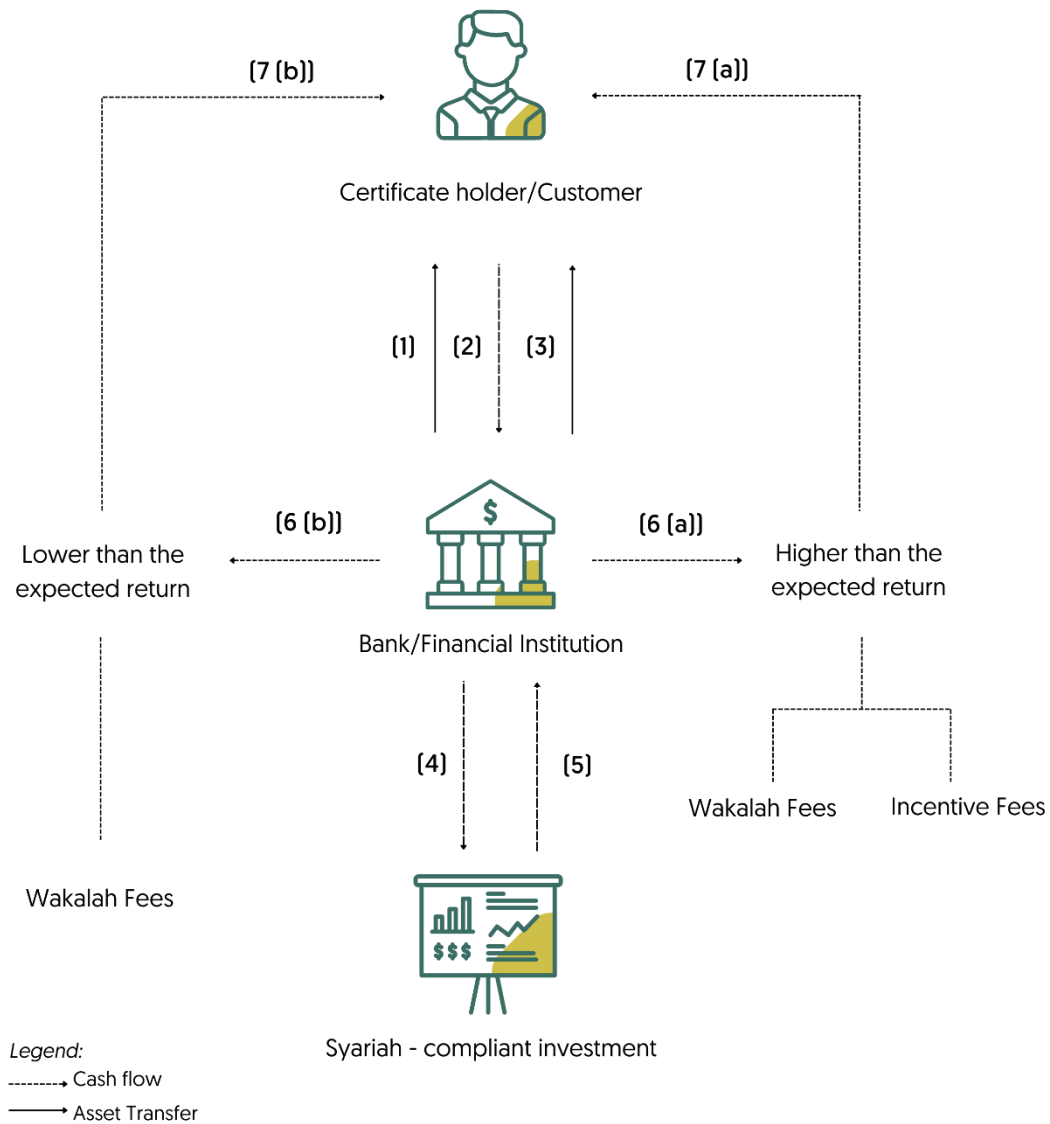 (7 (b))
(7 (a))
Certificate holder/Customer
(1)
(2)
(3)
(6 (b))
$
(6 (a))
Lower than the
expected return
Higher than the
expected return
Bank/Financial Institution
(4)
(5)
Wakalah Fees
Incentive Fees
Wakalah Fees
$$$
Syariah - compliant investment
Legend:
Cash flow
Asset Transfer